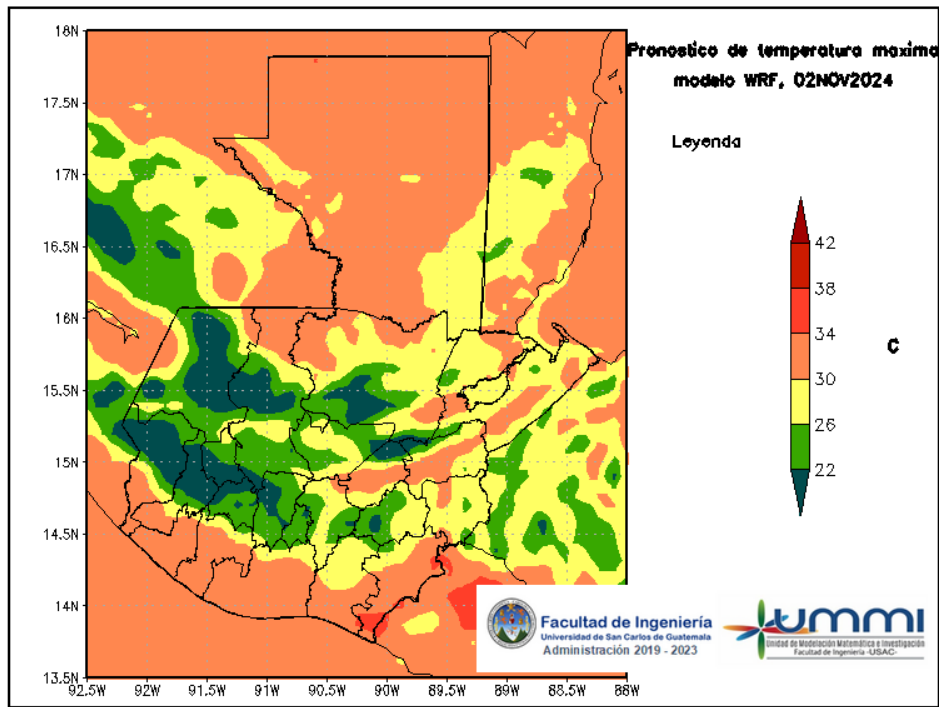 Pronostico de temperatura maxima
modelo WRF, 02NOV2024
Leyenda
42
38
34
30
26
22
C
18N
17.5N
17N
16.5N
16N
15.5N
15N
14.5N
14N
13.5N
92.5W
92W
91.5W
91W
90.5W
90W
89.5W
89W
88.5W
88W
Facultad de Ingeniería
Universidad de San Carlos de Guatemala
Administración 2019 - 2023
ummi
Unidad de Modelación Matemática e Investigación
Facultad de Ingeniería -USAC-